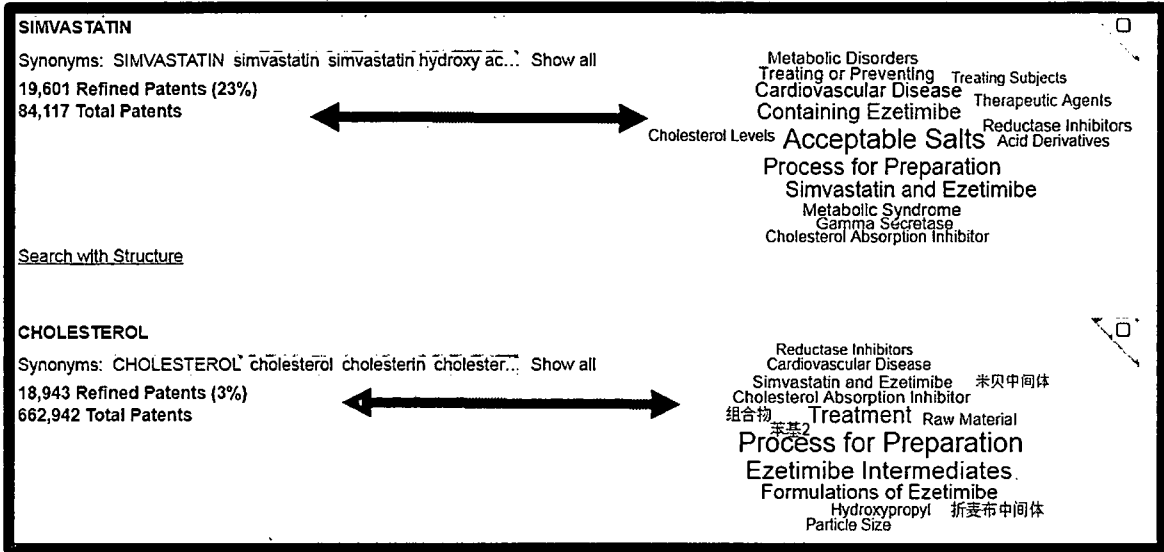 SIMVASTATIN
Synonyms: SIMVASTATIN simvastatin simvastatin hydroxy ac... Show all
19,601 Refined Patents (23%)
84,117 Total Patents
Metabolic Disorders
Treating or Preventing Treating Subjects
Cardiovascular Disease
Containing Ezetimibe Therapeutic Agents
Reductase Inhibitors
Cholesterol Levels Acceptable Salts Acid Derivatives
Process for Preparation
Simvastatin and Ezetimibe
Metabolic Syndrome
Gamma Secretase
Cholesterol Absorption Inhibitor
Search with Structure
CHOLESTEROL
Synonyms: CHOLESTEROL cholesterol cholesterin cholester... Show all
18,943 Refined Patents (3%)
662,942 Total Patents
Reductase Inhibitors
Cardiovascular Disease
Simvastatin and Ezetimibe 米贝中间体
Cholesterol Absorption Inhibitor
组合物 Treatment Raw Material
苯基2
Process for Preparation
Ezetimibe Intermediates
Formulations of Ezetimibe
Hydroxypropyl 折麦布中间体
Particle Size